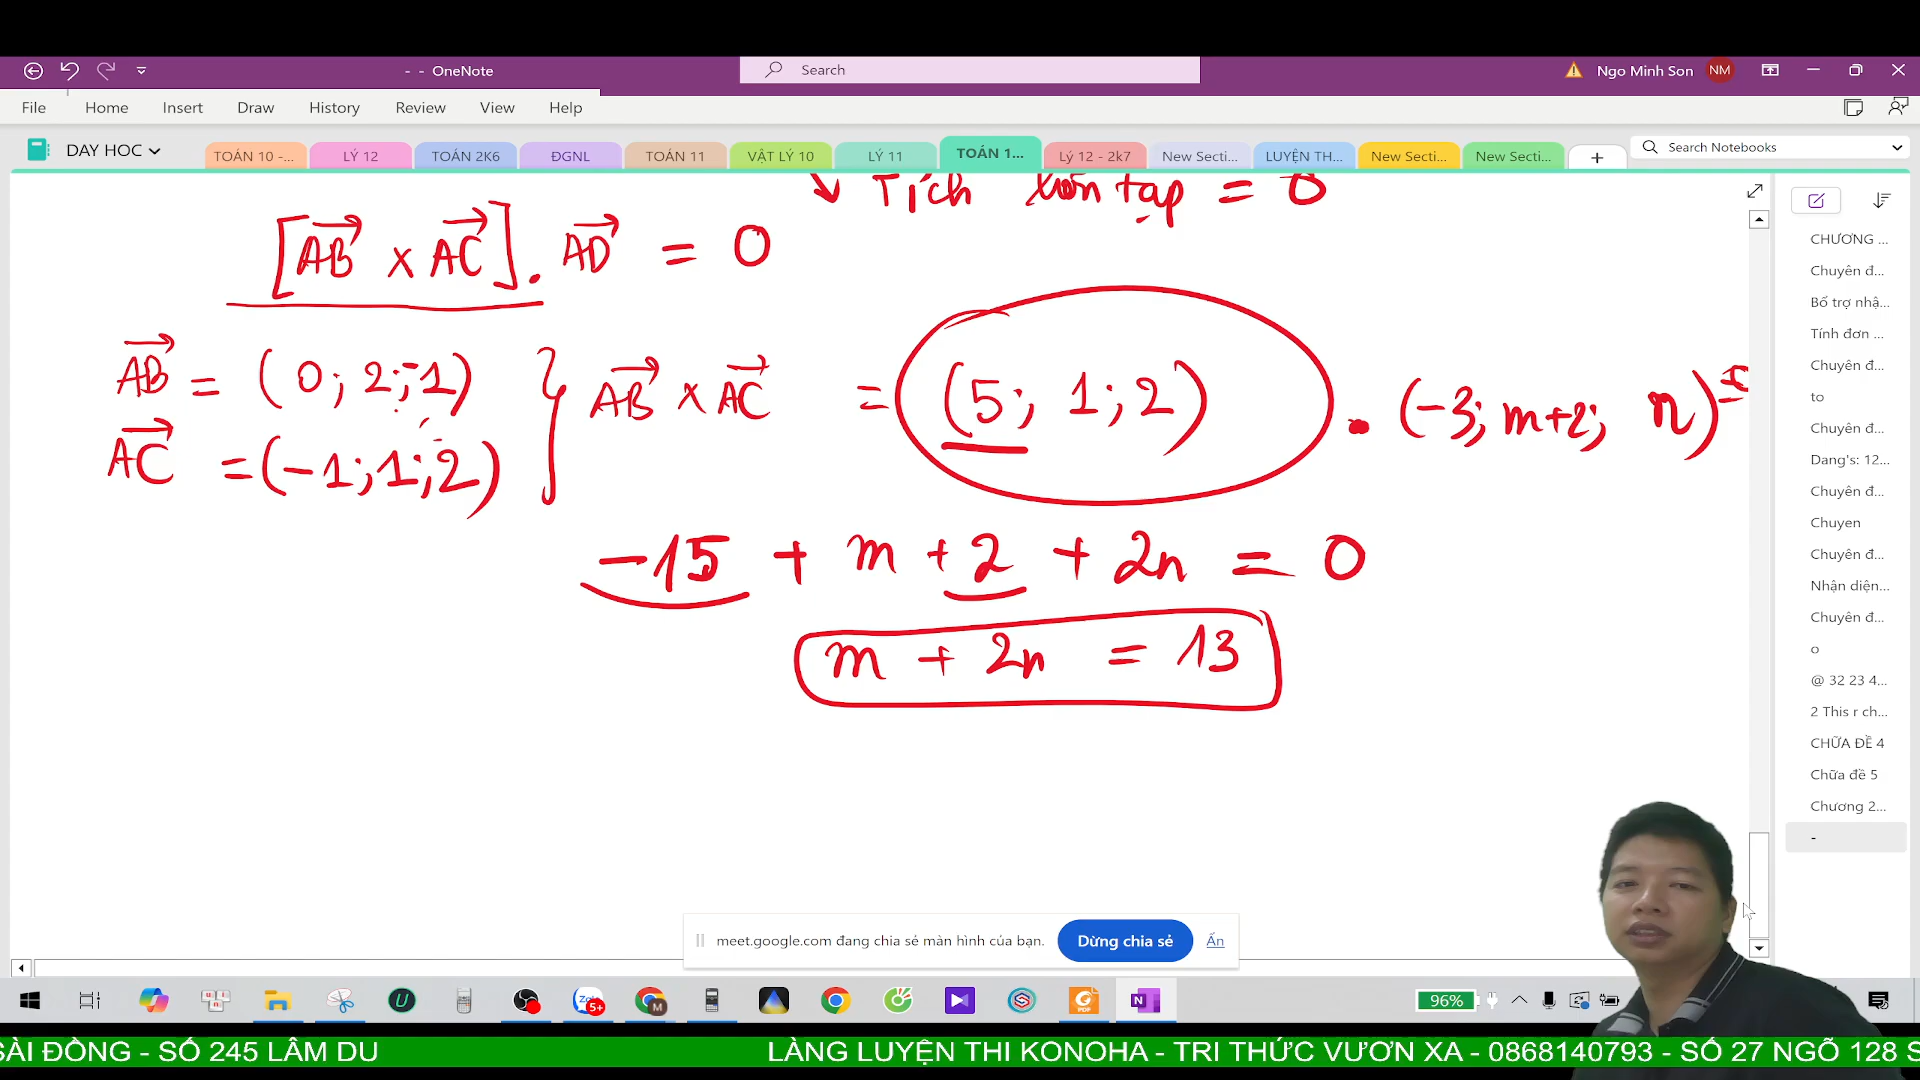 - - OneNote
Search
Ngo Minh Son NM
File Home Insert Draw History Review View Help
DAY HOC
TOÁN 10 -... LÝ 12 TOÁN 2K6 ĐGNL TOÁN 11 VẬT LÝ 10 LÝ 11 TOÁN 1... Lý 12 - 2k7 New Secti... LUYỆN TH... New Secti... New Secti... +
Search Notebooks
Tích hỗn tạp = 0
[AB × AC] . AD = 0
AB = (0; 2; -1)
AC = (-1; 1; 2)
AB × AC = (5; 1; 2) . (-3; m+2; n) =
-15 + m + 2 + 2n = 0
m + 2n = 13
CHƯƠNG ...
Chuyên đ...
Bổ trợ nhậ...
Tính đơn ...
Chuyên đ...
to
Chuyên đ...
Dang's: 12...
Chuyên đ...
Chuyen
Chuyên đ...
Nhận diện...
Chuyên đ...
o
@ 32 23 4...
2 This r ch...
CHỮA ĐỀ 4
Chữa đề 5
Chương 2...
-
meet.google.com đang chia sẻ màn hình của bạn. Dừng chia sẻ Ẩn
96%
SÀI ĐỒNG - SỐ 245 LÂM DU LÀNG LUYỆN THI KONOHA - TRI THỨC VƯƠN XA - 0868140793 - SỐ 27 NGÕ 128 S